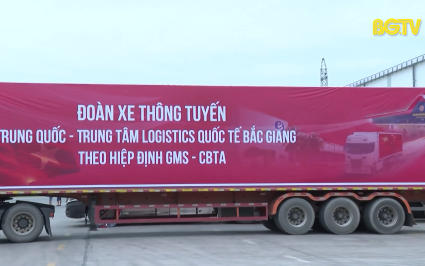 BGTV
ĐOÀN XE THÔNG TUYẾN
TRUNG QUỐC - TRUNG TÂM LOGISTICS QUỐC TẾ BẮC GIANG
THEO HIỆP ĐỊNH GMS - CBTA